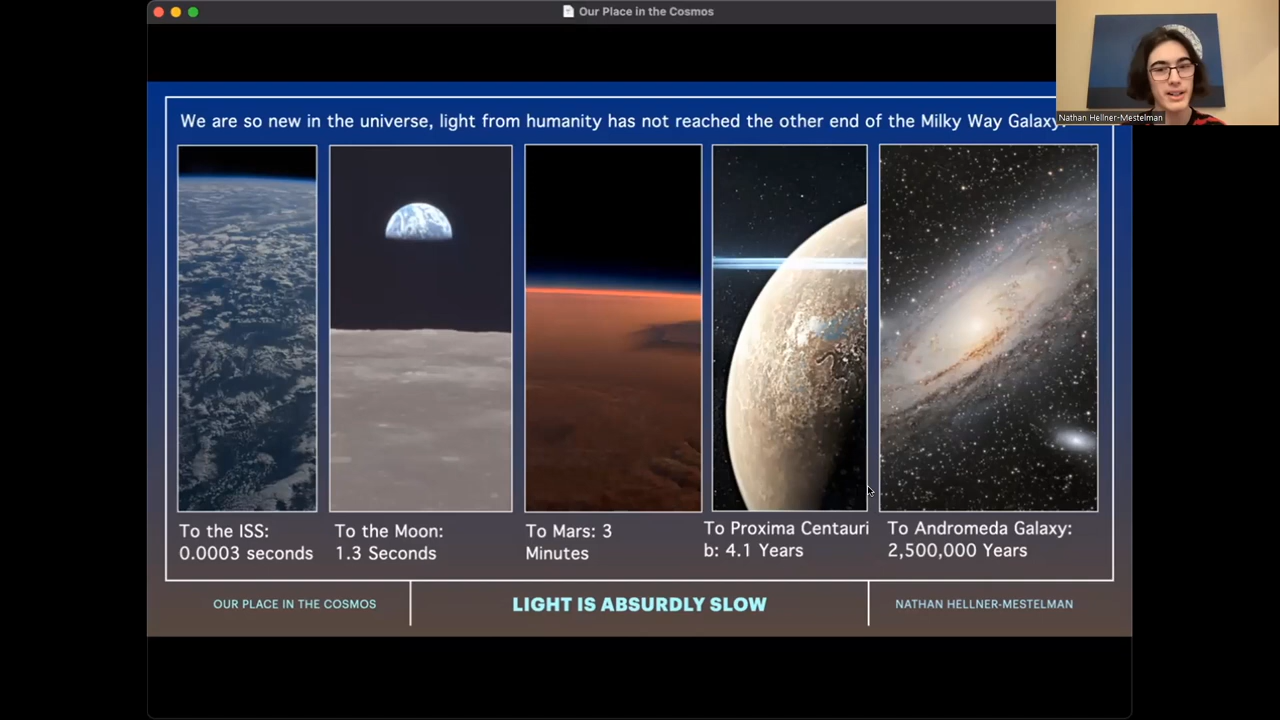 Our Place in the Cosmos
Nathan Hellner-Mestelman
We are so new in the universe, light from humanity has not reached the other end of the Milky Way Galaxy.
To the ISS:
0.0003 seconds
To the Moon:
1.3 Seconds
To Mars: 3
Minutes
To Proxima Centauri
b: 4.1 Years
To Andromeda Galaxy:
2,500,000 Years
OUR PLACE IN THE COSMOS
LIGHT IS ABSURDLY SLOW
NATHAN HELLNER-MESTELMAN